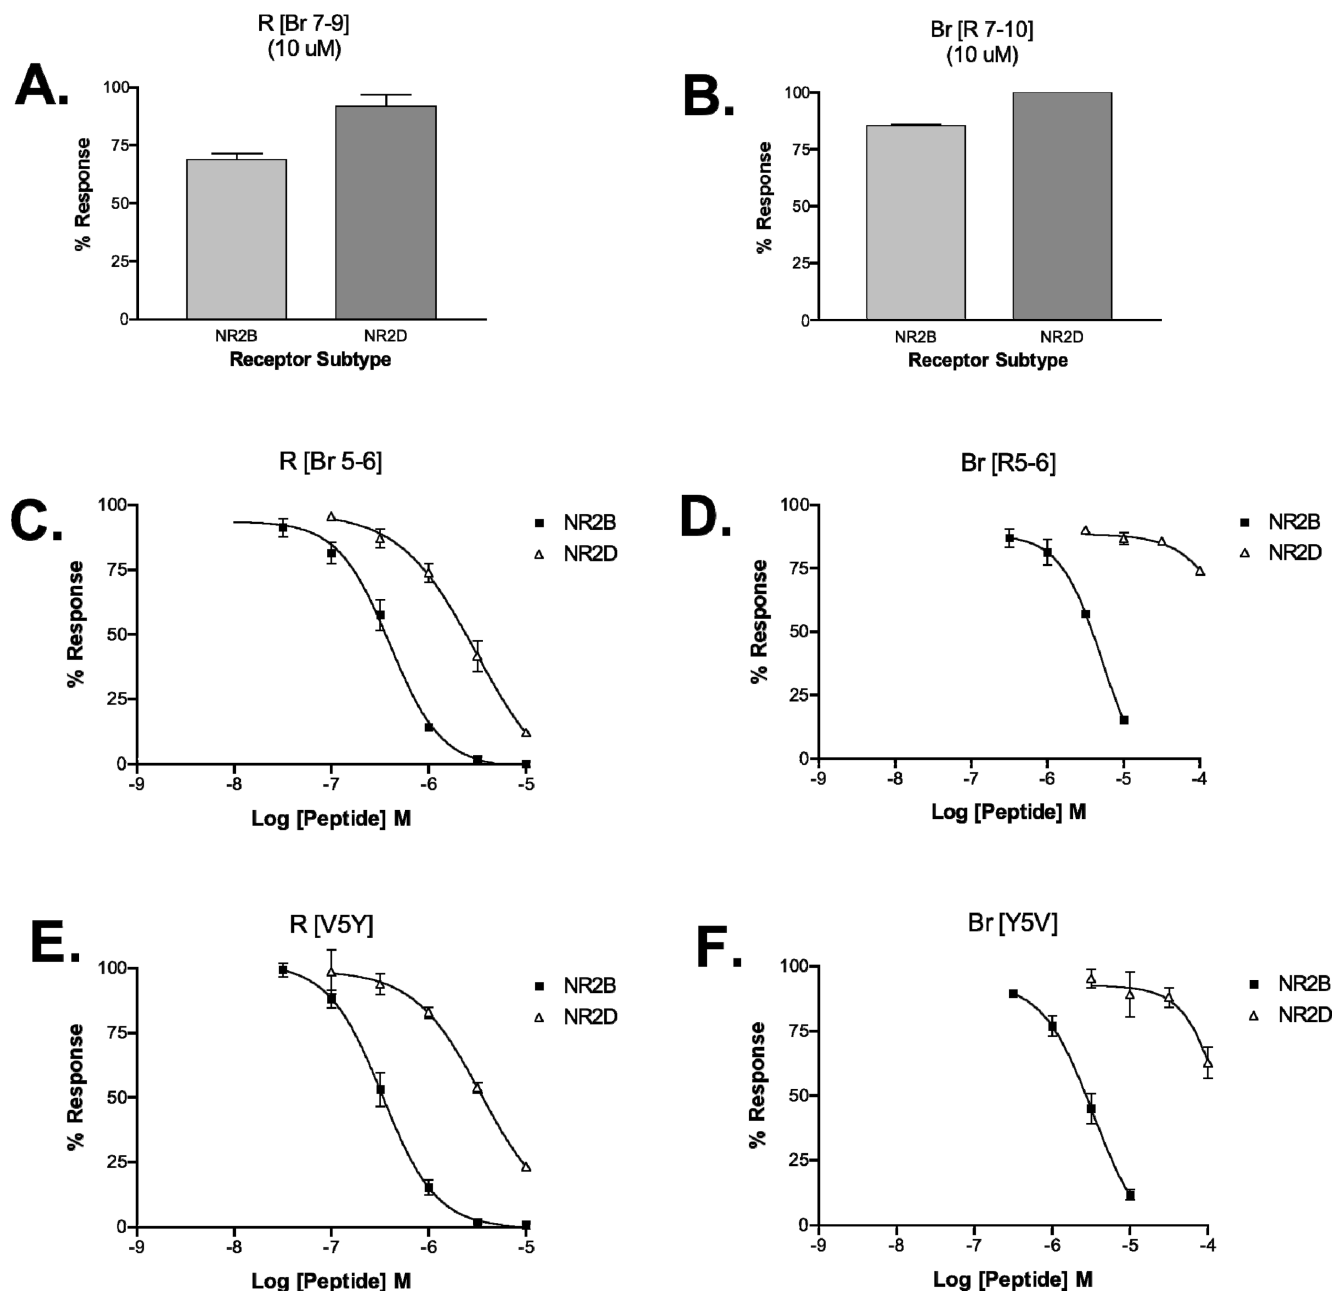 R [Br 7-9]
(10 uM)
A.
100
75
50
25
0
% Response
NR2B
NR2D
Receptor Subtype
Br [R 7-10]
(10 uM)
B.
100
75
50
25
0
% Response
NR2B
NR2D
Receptor Subtype
R [Br 5-6]
C.
100
75
50
25
0
% Response
-9
-8
-7
-6
-5
Log [Peptide] M
NR2B
NR2D
Br [R5-6]
D.
100
75
50
25
0
% Response
-9
-8
-7
-6
-5
-4
Log [Peptide] M
NR2B
NR2D
R [V5Y]
E.
100
75
50
25
0
% Response
-9
-8
-7
-6
-5
Log [Peptide] M
NR2B
NR2D
Br [Y5V]
F.
100
75
50
25
0
% Response
-9
-8
-7
-6
-5
-4
Log [Peptide] M
NR2B
NR2D